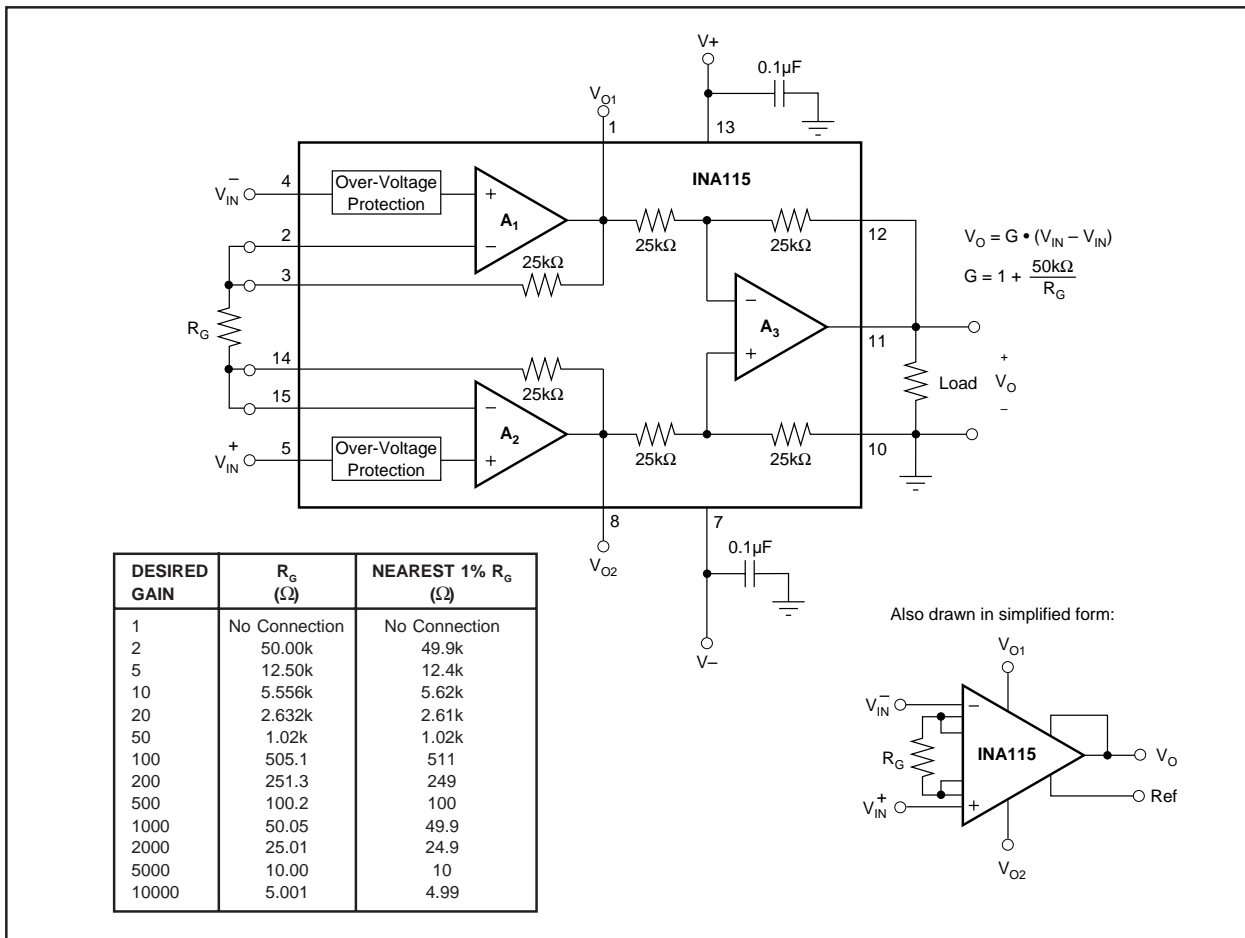 V+
0.1µF
VO1
1
13
INA115
V–IN
4
Over-Voltage
Protection
+
A1
–
2
3
25kΩ
25kΩ
25kΩ
12
VO = G • (VIN – VIN)
G = 1 + 50kΩ
RG
RG
–
A3
+
11
+
Load
VO
–
14
25kΩ
15
–
A2
+
V+IN
5
Over-Voltage
Protection
25kΩ
25kΩ
10
8
7
VO2
0.1µF
V–
DESIRED GAIN RG (Ω) NEAREST 1% RG (Ω)
1 No Connection No Connection
2 50.00k 49.9k
5 12.50k 12.4k
10 5.556k 5.62k
20 2.632k 2.61k
50 1.02k 1.02k
100 505.1 511
200 251.3 249
500 100.2 100
1000 50.05 49.9
2000 25.01 24.9
5000 10.00 10
10000 5.001 4.99
Also drawn in simplified form:
VO1
V–IN
–
RG
INA115
VO
V+IN
+
Ref
VO2